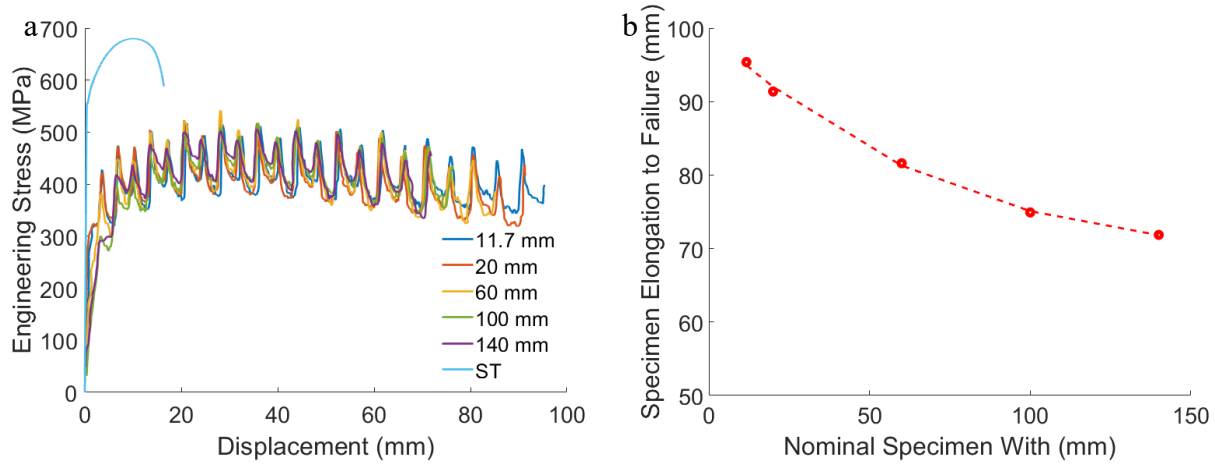 a
Engineering Stress (MPa)
700
600
500
400
300
200
100
0
0 20 40 60 80 100
Displacement (mm)
11.7 mm
20 mm
60 mm
100 mm
140 mm
ST
b
Specimen Elongation to Failure (mm)
100
90
80
70
60
50
0 50 100 150
Nominal Specimen With (mm)